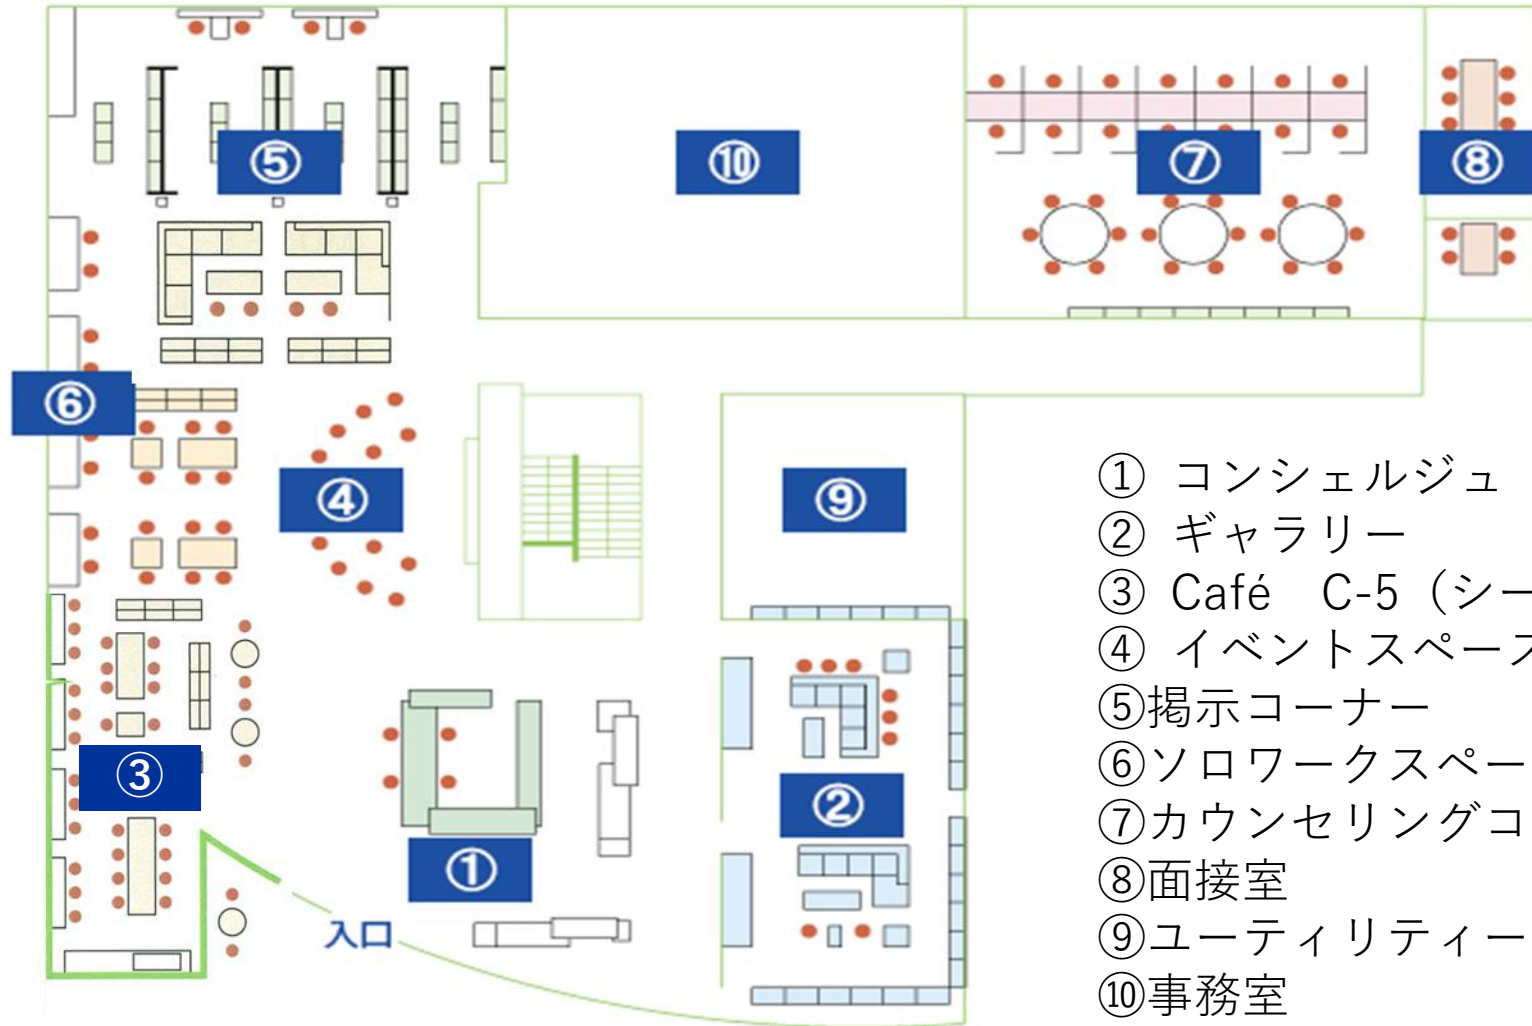 ⑤
⑩
⑦
⑧
⑥
④
⑨
③
②
①
入口
① コンシェルジュ
② ギャラリー
③ Café　C-5（シー
④ イベントスペース
⑤掲示コーナー
⑥ソロワークスペー
⑦カウンセリングコ
⑧面接室
⑨ユーティリティー
⑩事務室